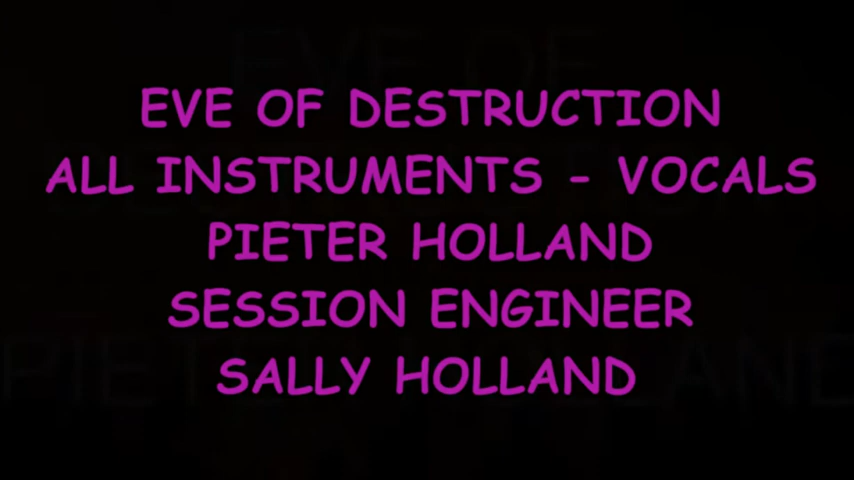 EVE OF DESTRUCTION
ALL INSTRUMENTS - VOCALS
PIETER HOLLAND
SESSION ENGINEER
SALLY HOLLAND